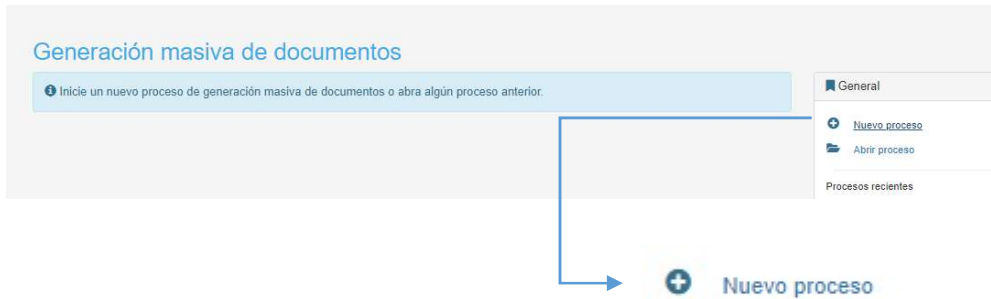 Generación masiva de documentos
Inicie un nuevo proceso de generación masiva de documentos o abra algún proceso anterior.
General
Nuevo proceso
Abrir proceso
Procesos recientes
Nuevo proceso